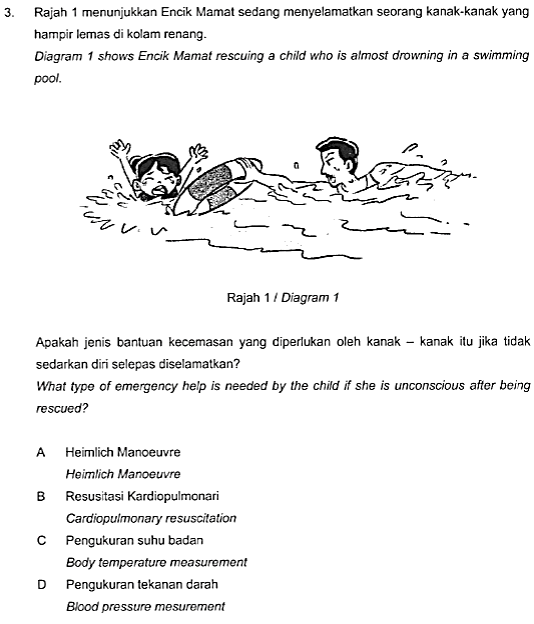 3. Rajah 1 menunjukkan Encik Mamat sedang menyelamatkan seorang kanak-kanak yang
hampir lemas di kolam renang.
Diagram 1 shows Encik Mamat rescuing a child who is almost drowning in a swimming
pool.
Rajah 1 / Diagram 1
Apakah jenis bantuan kecemasan yang diperlukan oleh kanak – kanak itu jika tidak
sedarkan diri selepas diselamatkan?
What type of emergency help is needed by the child if she is unconscious after being
rescued?
A Heimlich Manoeuvre
Heimlich Manoeuvre
B Resusitasi Kardiopulmonari
Cardiopulmonary resuscitation
C Pengukuran suhu badan
Body temperature measurement
D Pengukuran tekanan darah
Blood pressure mesurement